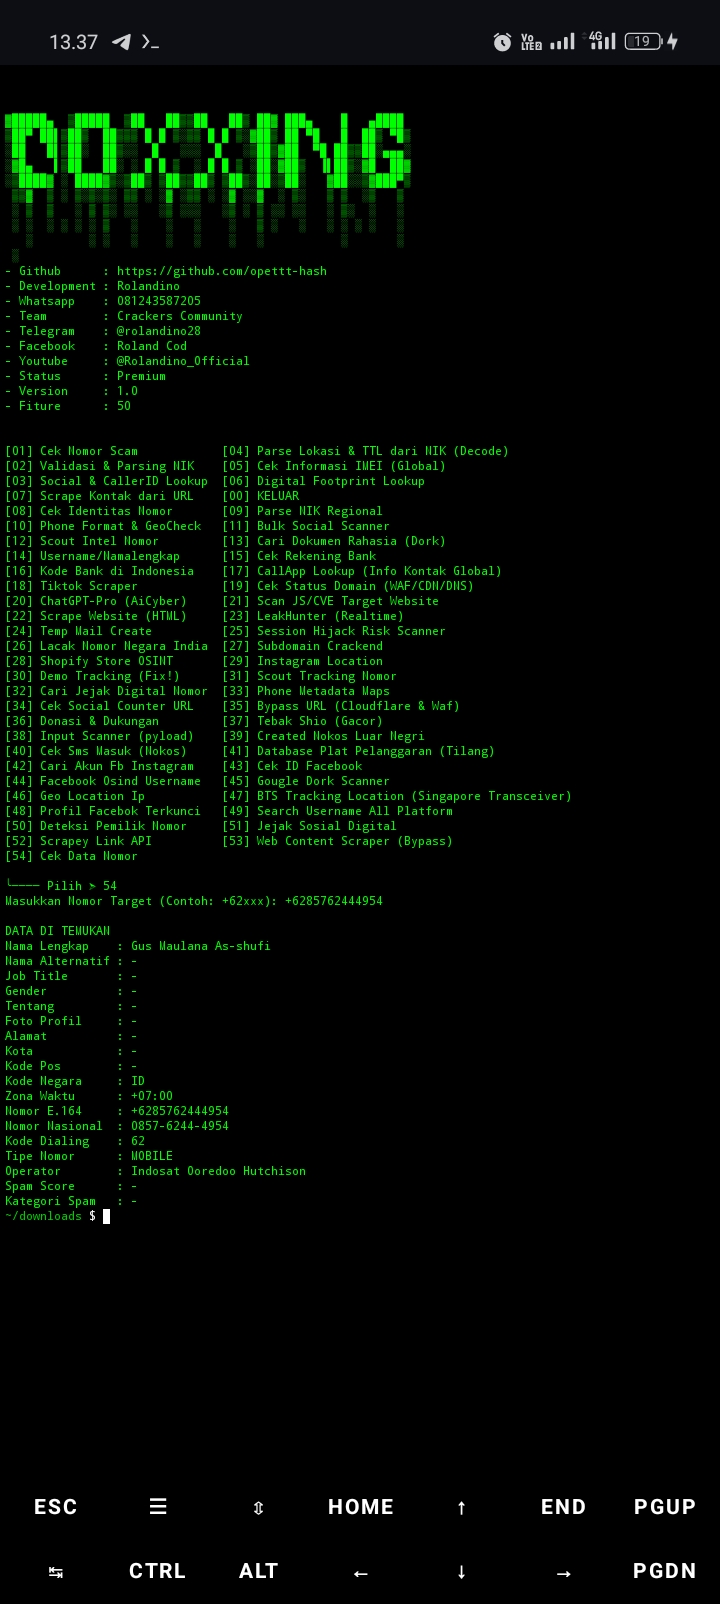 13.37
Vo LTE2
4G
19
DOXXING
- Github : https://github.com/opettt-hash
- Development : Rolandino
- Whatsapp : 081243587205
- Team : Crackers Community
- Telegram : @rolandino28
- Facebook : Roland Cod
- Youtube : @Rolandino_Official
- Status : Premium
- Version : 1.0
- Fiture : 50
[01] Cek Nomor Scam [04] Parse Lokasi & TTL dari NIK (Decode)
[02] Validasi & Parsing NIK [05] Cek Informasi IMEI (Global)
[03] Social & CallerID Lookup [06] Digital Footprint Lookup
[07] Scrape Kontak dari URL [00] KELUAR
[08] Cek Identitas Nomor [09] Parse NIK Regional
[10] Phone Format & GeoCheck [11] Bulk Social Scanner
[12] Scout Intel Nomor [13] Cari Dokumen Rahasia (Dork)
[14] Username/Namalengkap [15] Cek Rekening Bank
[16] Kode Bank di Indonesia [17] CallApp Lookup (Info Kontak Global)
[18] Tiktok Scraper [19] Cek Status Domain (WAF/CDN/DNS)
[20] ChatGPT-Pro (AiCyber) [21] Scan JS/CVE Target Website
[22] Scrape Website (HTML) [23] LeakHunter (Realtime)
[24] Temp Mail Create [25] Session Hijack Risk Scanner
[26] Lacak Nomor Negara India [27] Subdomain Crackend
[28] Shopify Store OSINT [29] Instagram Location
[30] Demo Tracking (Fix!) [31] Scout Tracking Nomor
[32] Cari Jejak Digital Nomor [33] Phone Metadata Maps
[34] Cek Social Counter URL [35] Bypass URL (Cloudflare & Waf)
[36] Donasi & Dukungan [37] Tebak Shio (Gacor)
[38] Input Scanner (pyload) [39] Created Nokos Luar Negri
[40] Cek Sms Masuk (Nokos) [41] Database Plat Pelanggaran (Tilang)
[42] Cari Akun Fb Instagram [43] Cek ID Facebook
[44] Facebook Osind Username [45] Gougle Dork Scanner
[46] Geo Location Ip [47] BTS Tracking Location (Singapore Transceiver)
[48] Profil Facebok Terkunci [49] Search Username All Platform
[50] Deteksi Pemilik Nomor [51] Jejak Sosial Digital
[52] Scrapey Link API [53] Web Content Scraper (Bypass)
[54] Cek Data Nomor
╰──── Pilih ➤ 54
Masukkan Nomor Target (Contoh: +62xxx): +6285762444954
DATA DI TEMUKAN
Nama Lengkap : Gus Maulana As-shufi
Nama Alternatif : -
Job Title : -
Gender : -
Tentang : -
Foto Profil : -
Alamat : -
Kota : -
Kode Pos : -
Kode Negara : ID
Zona Waktu : +07:00
Nomor E.164 : +6285762444954
Nomor Nasional : 0857-6244-4954
Kode Dialing : 62
Tipe Nomor : MOBILE
Operator : Indosat Ooredoo Hutchison
Spam Score : -
Kategori Spam : -
~/downloads $
ESC ☰ ⇳ HOME ↑ END PGUP
↹ CTRL ALT ← ↓ → PGDN